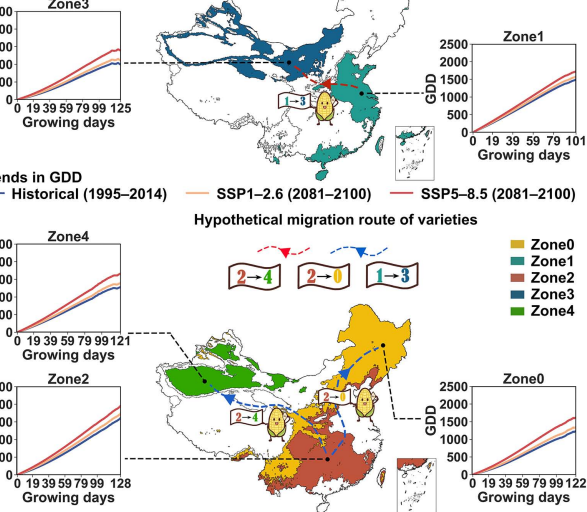 Zone3
0
0 19 39 59 79 99 125
Growing days
1→3
Zone1
2500
2000
1500
1000
500
0
GDD
0 19 39 59 79 101
Growing days
ends in GDD
Historical (1995–2014)
SSP1–2.6 (2081–2100)
SSP5–8.5 (2081–2100)
Hypothetical migration route of varieties
2→4
2→0
1→3
Zone0
Zone1
Zone2
Zone3
Zone4
Zone4
0
0 19 39 59 79 99 121
Growing days
2→0
2→4
Zone2
0
0 19 39 59 79 99 128
Growing days
Zone0
2500
2000
1500
1000
500
0
GDD
0 19 39 59 79 99 122
Growing days